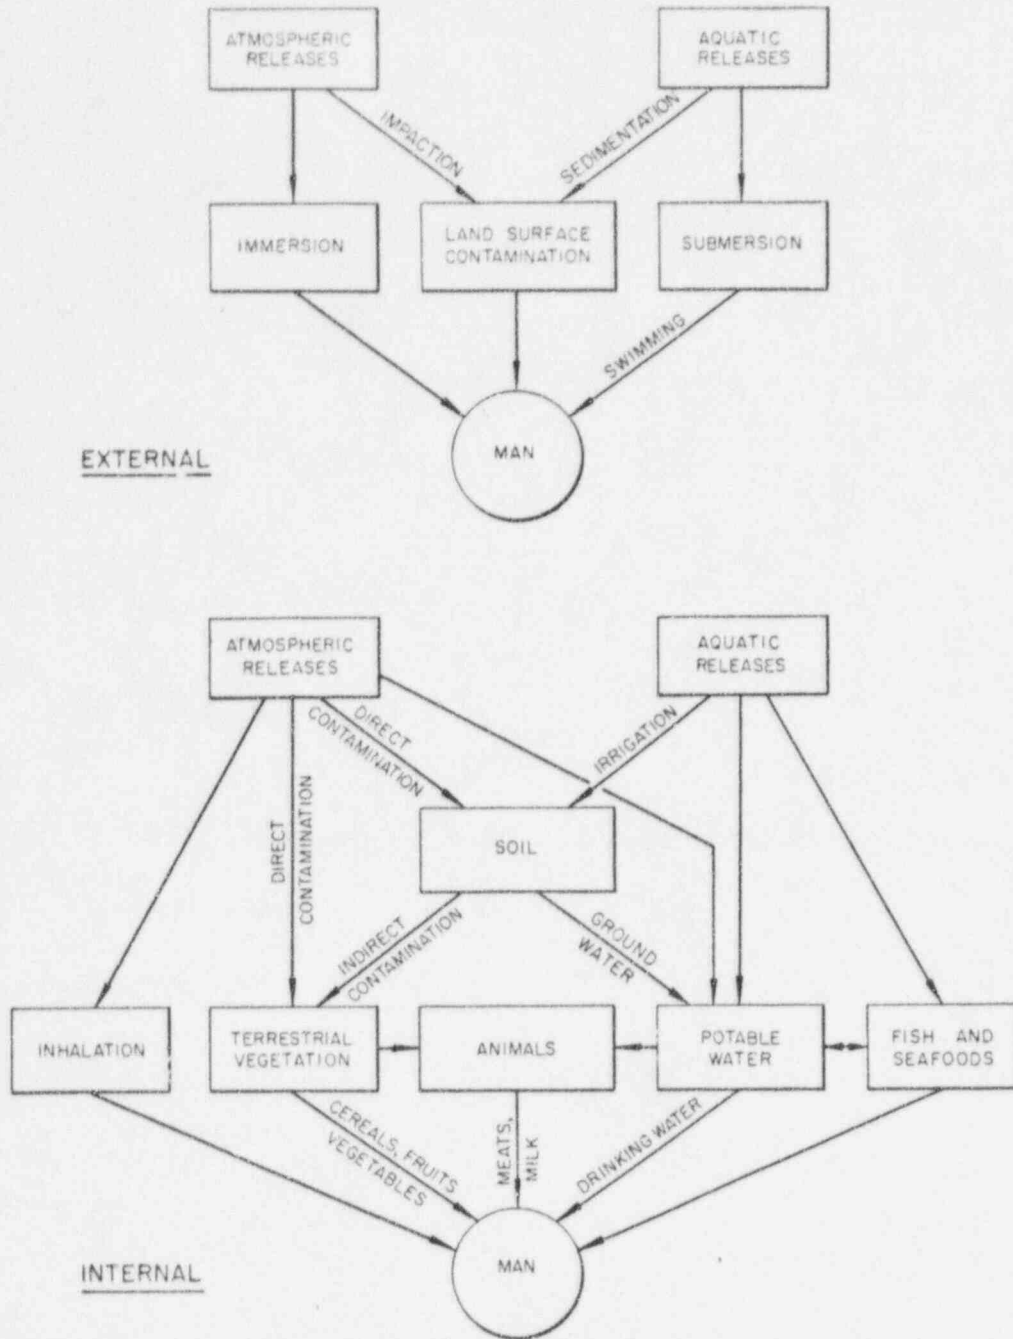 ATMOSPHERIC
RELEASES
AQUATIC
RELEASES
IMPACTION
SEDIMENTATION
IMMERSION
LAND SURFACE
CONTAMINATION
SUBMERSION
SWIMMING
MAN
EXTERNAL
ATMOSPHERIC
RELEASES
AQUATIC
RELEASES
DIRECT
CONTAMINATION
IRRIGATION
DIRECT
CONTAMINATION
SOIL
INDIRECT
CONTAMINATION
GROUND
WATER
INHALATION
TERRESTRIAL
VEGETATION
ANIMALS
POTABLE
WATER
FISH AND
SEAFOODS
CEREALS, FRUITS
VEGETABLES
MEATS,
MILK
DRINKING WATER
MAN
INTERNAL